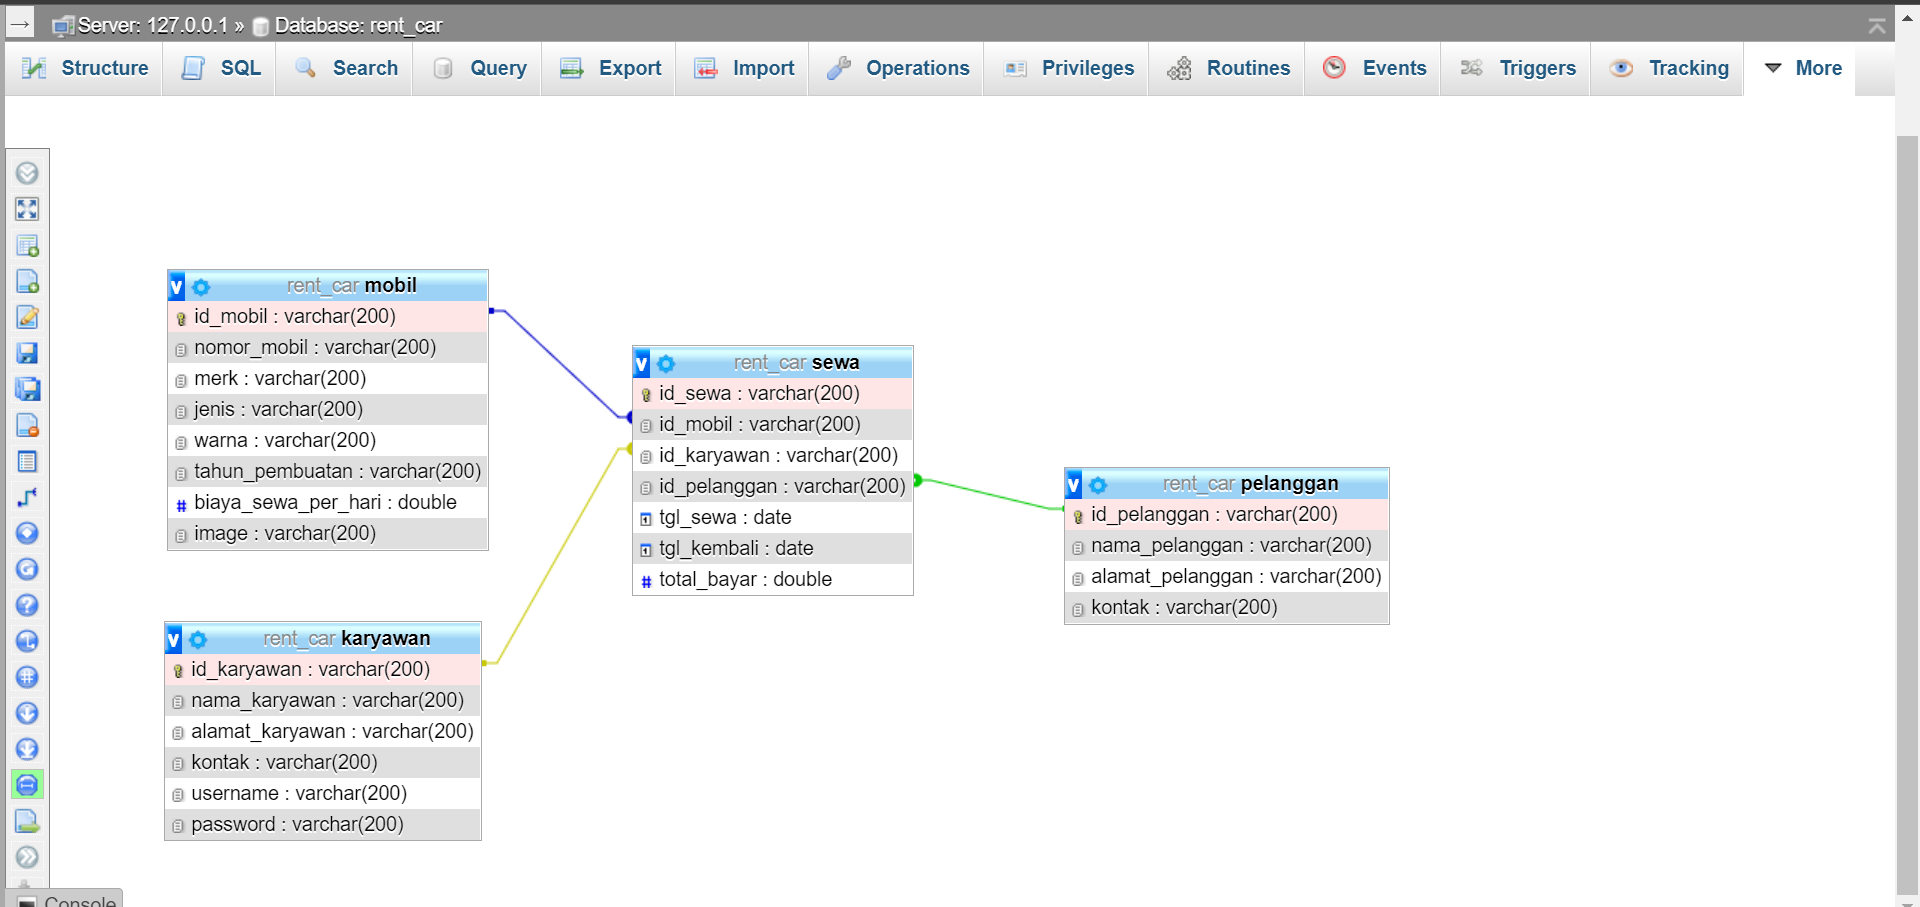 Server: 127.0.0.1 » Database: rent_car
Structure SQL Search Query Export Import Operations Privileges Routines Events Triggers Tracking More
rent_car mobil
id_mobil : varchar(200)
nomor_mobil : varchar(200)
merk : varchar(200)
jenis : varchar(200)
warna : varchar(200)
tahun_pembuatan : varchar(200)
# biaya_sewa_per_hari : double
image : varchar(200)
rent_car karyawan
id_karyawan : varchar(200)
nama_karyawan : varchar(200)
alamat_karyawan : varchar(200)
kontak : varchar(200)
username : varchar(200)
password : varchar(200)
rent_car sewa
id_sewa : varchar(200)
id_mobil : varchar(200)
id_karyawan : varchar(200)
id_pelanggan : varchar(200)
tgl_sewa : date
tgl_kembali : date
# total_bayar : double
rent_car pelanggan
id_pelanggan : varchar(200)
nama_pelanggan : varchar(200)
alamat_pelanggan : varchar(200)
kontak : varchar(200)
Console